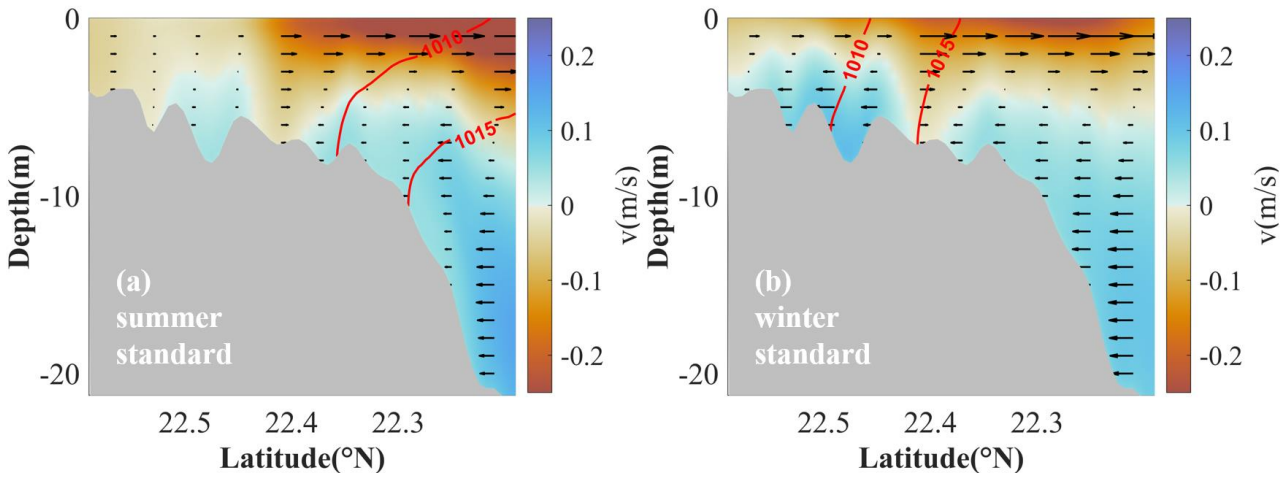 0
-10
-20
Depth(m)
1010
1015
(a)
summer
standard
22.5
22.4
22.3
Latitude(°N)
0.2
0.1
0
-0.1
-0.2
v(m/s)
0
-10
-20
Depth(m)
1010
1015
(b)
winter
standard
22.5
22.4
22.3
Latitude(°N)
0.2
0.1
0
-0.1
-0.2
v(m/s)